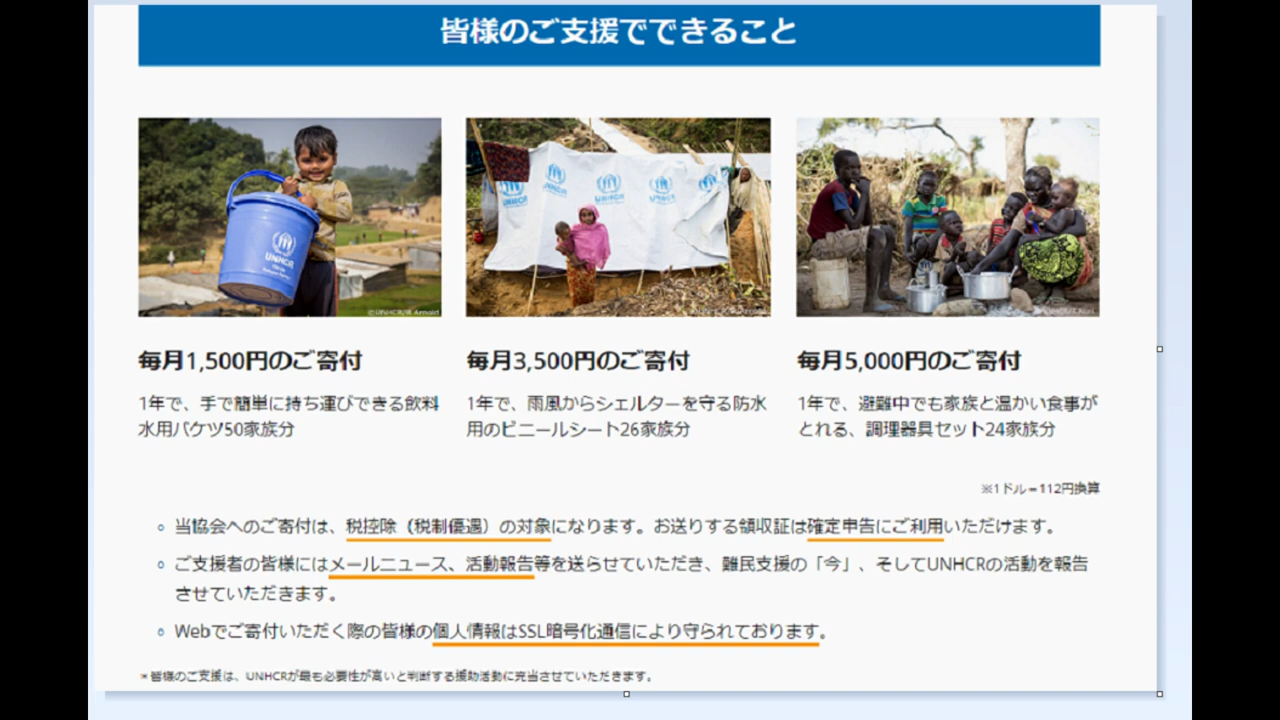 皆様のご支援でできること
UNHCR
UNHCR
UNHCR
UNHCR
©UNHCR/R. Arnold
毎月1,500円のご寄付
毎月3,500円のご寄付
毎月5,000円のご寄付
1年で、手で簡単に持ち運びできる飲料
水用バケツ50家族分
1年で、雨風からシェルターを守る防水
用のビニールシート26家族分
1年で、避難中でも家族と温かい食事が
とれる、調理器具セット24家族分
※1ドル=112円換算
当協会へのご寄付は、税控除（税制優遇）の対象になります。お送りする領収証は確定申告にご利用いただけます。
ご支援者の皆様にはメールニュース、活動報告等を送らせていただき、難民支援の「今」、そしてUNHCRの活動を報告
させていただきます。
Webでご寄付いただく際の皆様の個人情報はSSL暗号化通信により守られております。
＊皆様のご支援は、UNHCRが最も必要性が高いと判断する援助活動に充当させていただきます。